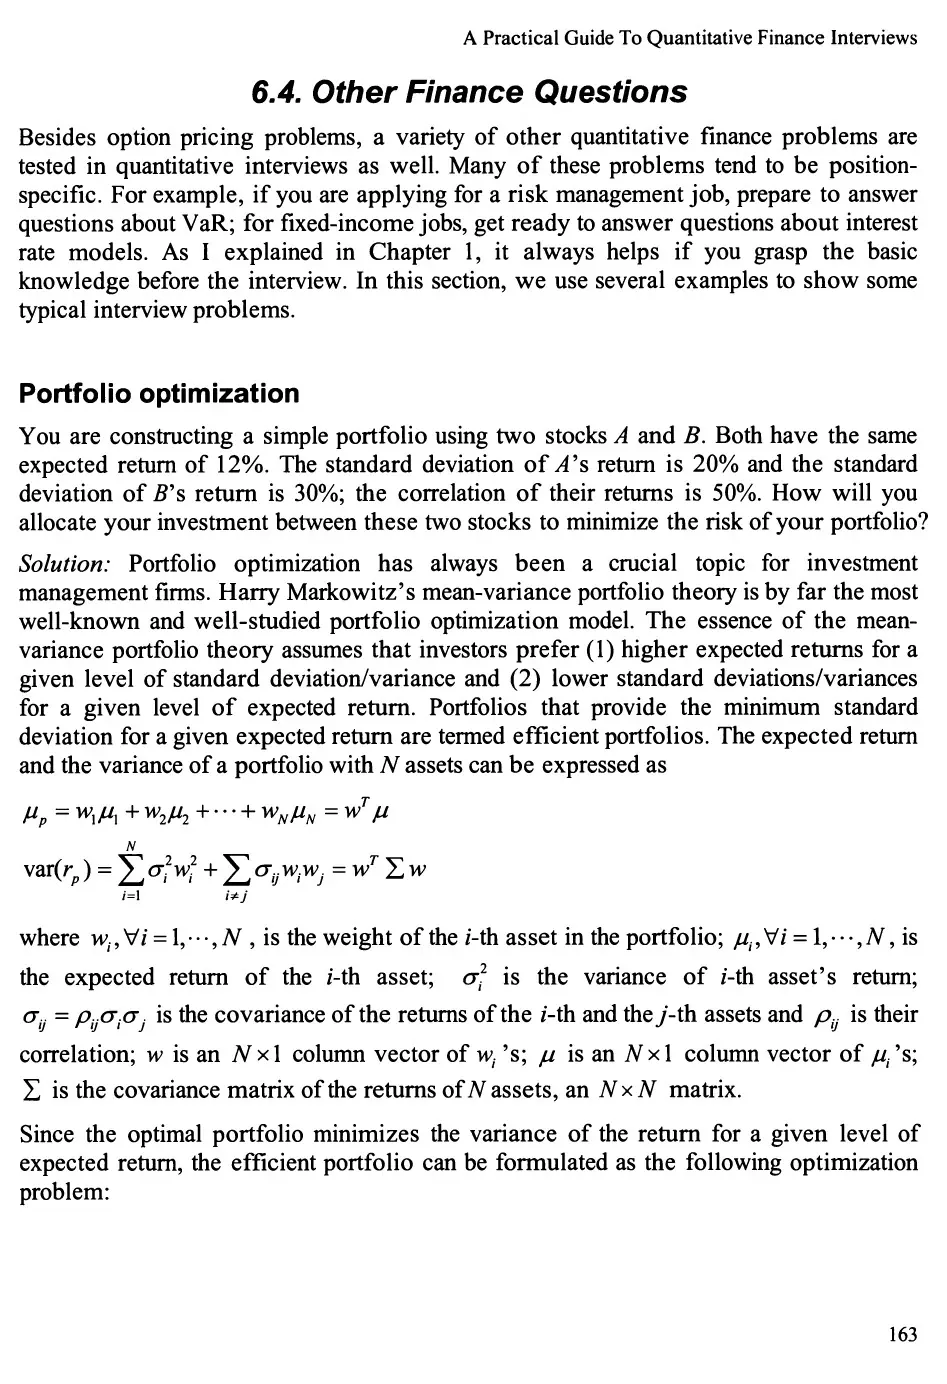 A Practical Guide To Quantitative Finance Interviews
6.4. Other Finance Questions
Besides option pricing problems, a variety of other quantitative finance problems are
tested in quantitative interviews as well. Many of these problems tend to be position-
specific. For example, if you are applying for a risk management job, prepare to answer
questions about VaR; for fixed-income jobs, get ready to answer questions about interest
rate models. As I explained in Chapter 1, it always helps if you grasp the basic
knowledge before the interview. In this section, we use several examples to show some
typical interview problems.
Portfolio optimization
You are constructing a simple portfolio using two stocks A and B. Both have the same
expected return of 12%. The standard deviation of A's return is 20% and the standard
deviation of B's return is 30%; the correlation of their returns is 50%. How will you
allocate your investment between these two stocks to minimize the risk of your portfolio?
Solution: Portfolio optimization has always been a crucial topic for investment
management firms. Harry Markowitz's mean-variance portfolio theory is by far the most
well-known and well-studied portfolio optimization model. The essence of the mean-
variance portfolio theory assumes that investors prefer (1) higher expected returns for a
given level of standard deviation/variance and (2) lower standard deviations/variances
for a given level of expected return. Portfolios that provide the minimum standard
deviation for a given expected return are termed efficient portfolios. The expected return
and the variance of a portfolio with N assets can be expressed as
μ_p = w_1μ_1 + w_2μ_2 + ··· + w_Nμ_N = w^T μ
var(r_p) = ∑_{i=1}^{N} σ_i^2 w_i^2 + ∑_{i≠j} σ_ij w_i w_j = w^T Σ w
where w_i, ∀i = 1,···, N , is the weight of the i-th asset in the portfolio; μ_i, ∀i = 1,···, N, is
the expected return of the i-th asset; σ_i^2 is the variance of i-th asset's return;
σ_ij = ρ_ij σ_i σ_j is the covariance of the returns of the i-th and the j-th assets and ρ_ij is their
correlation; w is an N×1 column vector of w_i 's; μ is an N×1 column vector of μ_i 's;
Σ is the covariance matrix of the returns of N assets, an N×N matrix.
Since the optimal portfolio minimizes the variance of the return for a given level of
expected return, the efficient portfolio can be formulated as the following optimization
problem:
163